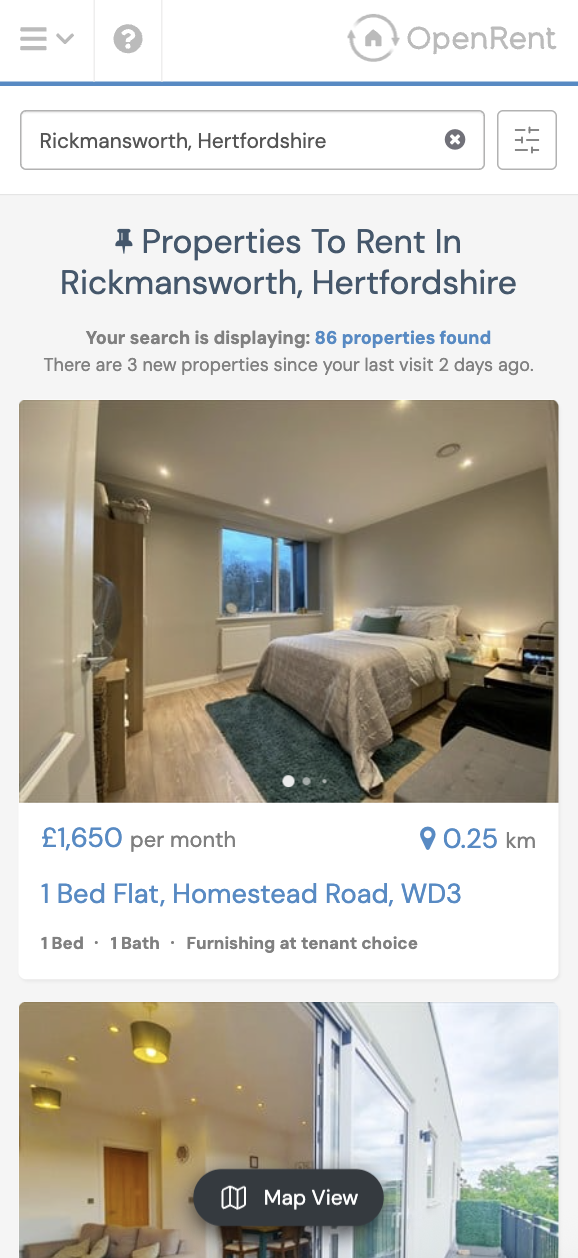 OpenRent
Rickmansworth, Hertfordshire
Properties To Rent In
Rickmansworth, Hertfordshire
Your search is displaying: 86 properties found
There are 3 new properties since your last visit 2 days ago.
£1,650 per month
0.25 km
1 Bed Flat, Homestead Road, WD3
1 Bed · 1 Bath · Furnishing at tenant choice
Map View